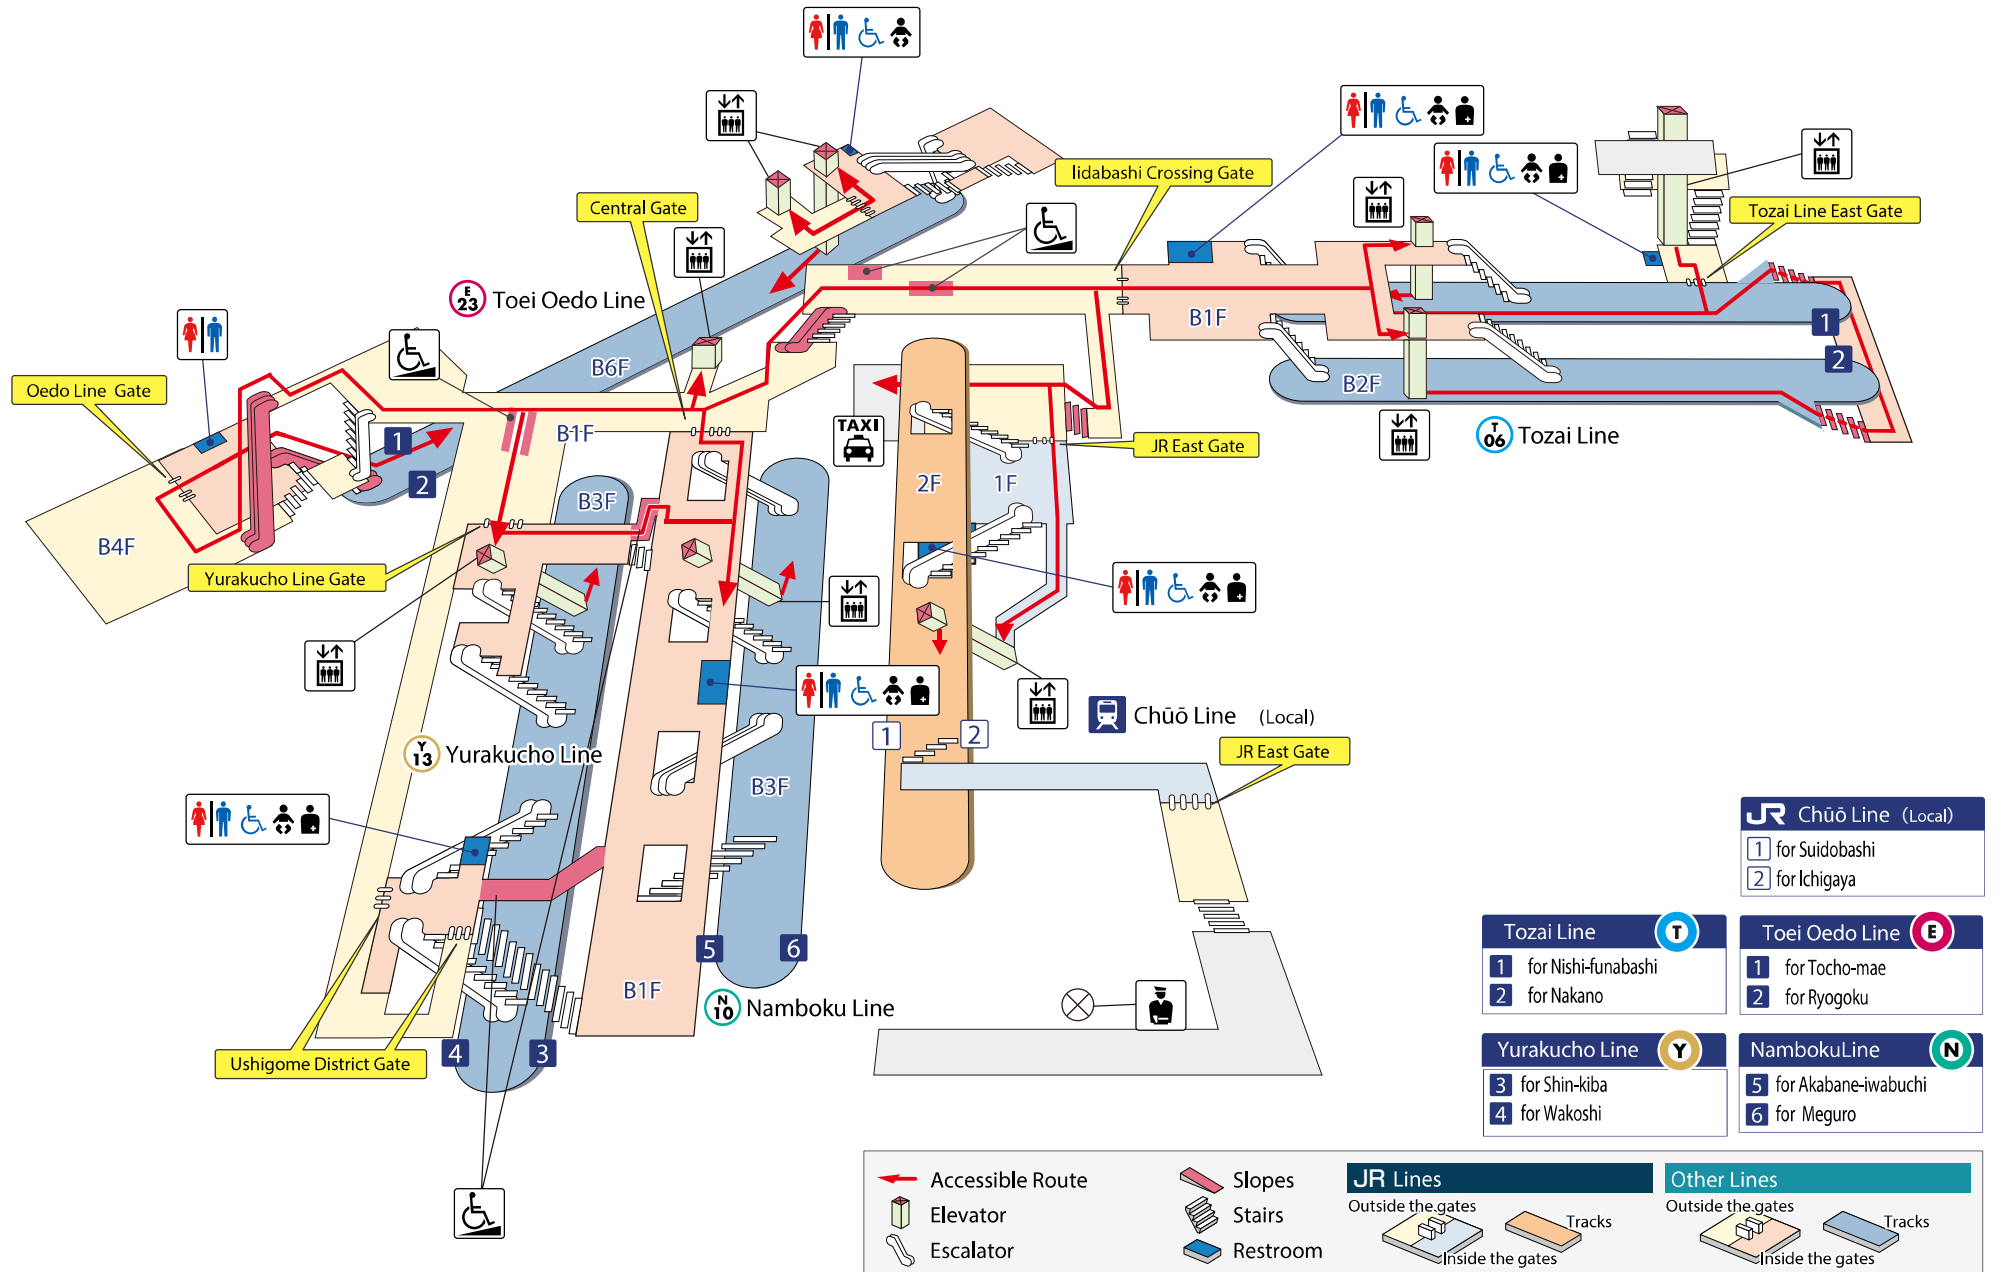 Iidabashi Crossing Gate
Central Gate
Tozai Line East Gate
E
23
Toei Oedo Line
B1F
1
2
B6F
B2F
Oedo Line Gate
TAXI
T
06
Tozai Line
1
2
B1F
JR East Gate
B3F
2F
1F
B4F
Yurakucho Line Gate
1
2
Chūō Line (Local)
Y
13
Yurakucho Line
JR East Gate
B3F
5
6
B1F
N
10
Namboku Line
Ushigome District Gate
4
3
JR Chūō Line (Local)
1 for Suidobashi
2 for Ichigaya
Tozai Line T
1 for Nishi-funabashi
2 for Nakano
Toei Oedo Line E
1 for Tocho-mae
2 for Ryogoku
Yurakucho Line Y
3 for Shin-kiba
4 for Wakoshi
NambokuLine N
5 for Akabane-iwabuchi
6 for Meguro
Accessible Route
Elevator
Escalator
Slopes
Stairs
Restroom
JR Lines
Outside the gates
Tracks
Inside the gates
Other Lines
Outside the gates
Tracks
Inside the gates